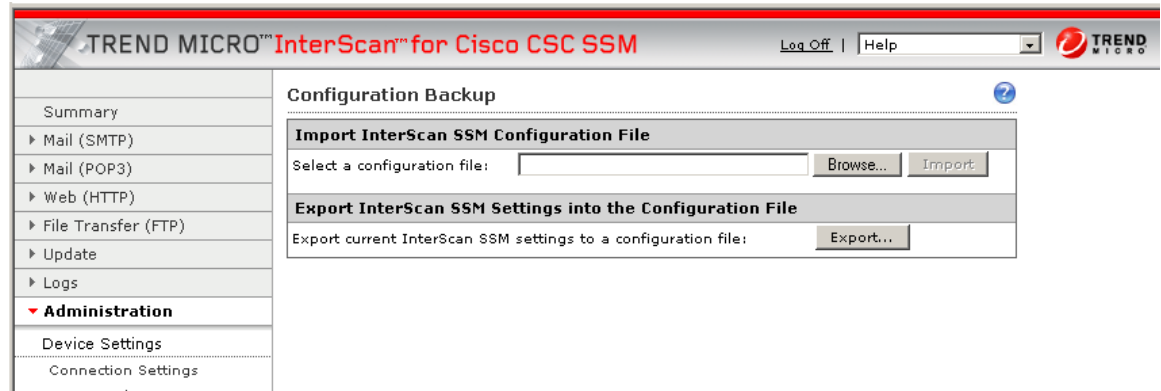 TREND MICRO™ InterScan™ for Cisco CSC SSM
Log Off | Help
TREND MICRO
Summary
Mail (SMTP)
Mail (POP3)
Web (HTTP)
File Transfer (FTP)
Update
Logs
Administration
Device Settings
Connection Settings
Configuration Backup
?
Import InterScan SSM Configuration File
Select a configuration file: Browse... Import
Export InterScan SSM Settings into the Configuration File
Export current InterScan SSM settings to a configuration file: Export...